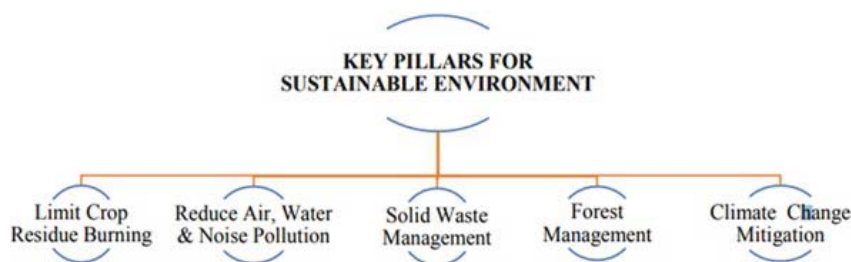 KEY PILLARS FOR
SUSTAINABLE ENVIRONMENT
Limit Crop
Residue Burning
Reduce Air, Water
& Noise Pollution
Solid Waste
Management
Forest
Management
Climate Change
Mitigation